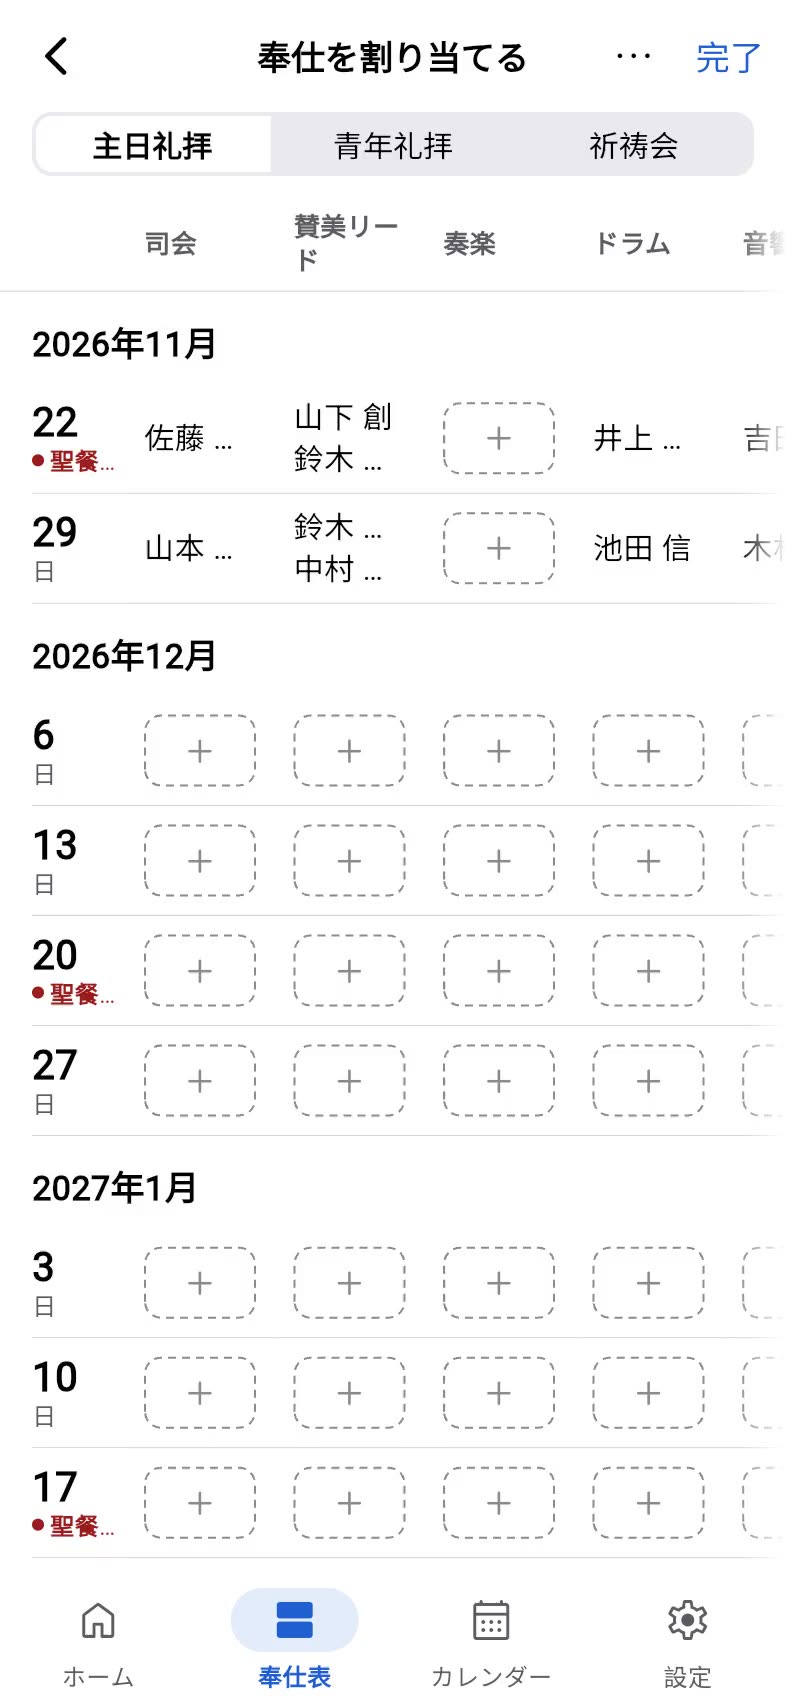 奉仕を割り当てる ... 完了
主日礼拝 青年礼拝 祈祷会
司会 賛美リード 奏楽 ドラム 音
2026年11月
22 聖餐... 佐藤 ... 山下 創 鈴木 ... + 井上 ... 吉
29 日 山本 ... 鈴木 ... 中村 ... + 池田 信 木
2026年12月
6 日 + + + +
13 日 + + + +
20 聖餐... + + + +
27 日 + + + +
2027年1月
3 日 + + + +
10 日 + + + +
17 聖餐... + + + +
ホーム 奉仕表 カレンダー 設定